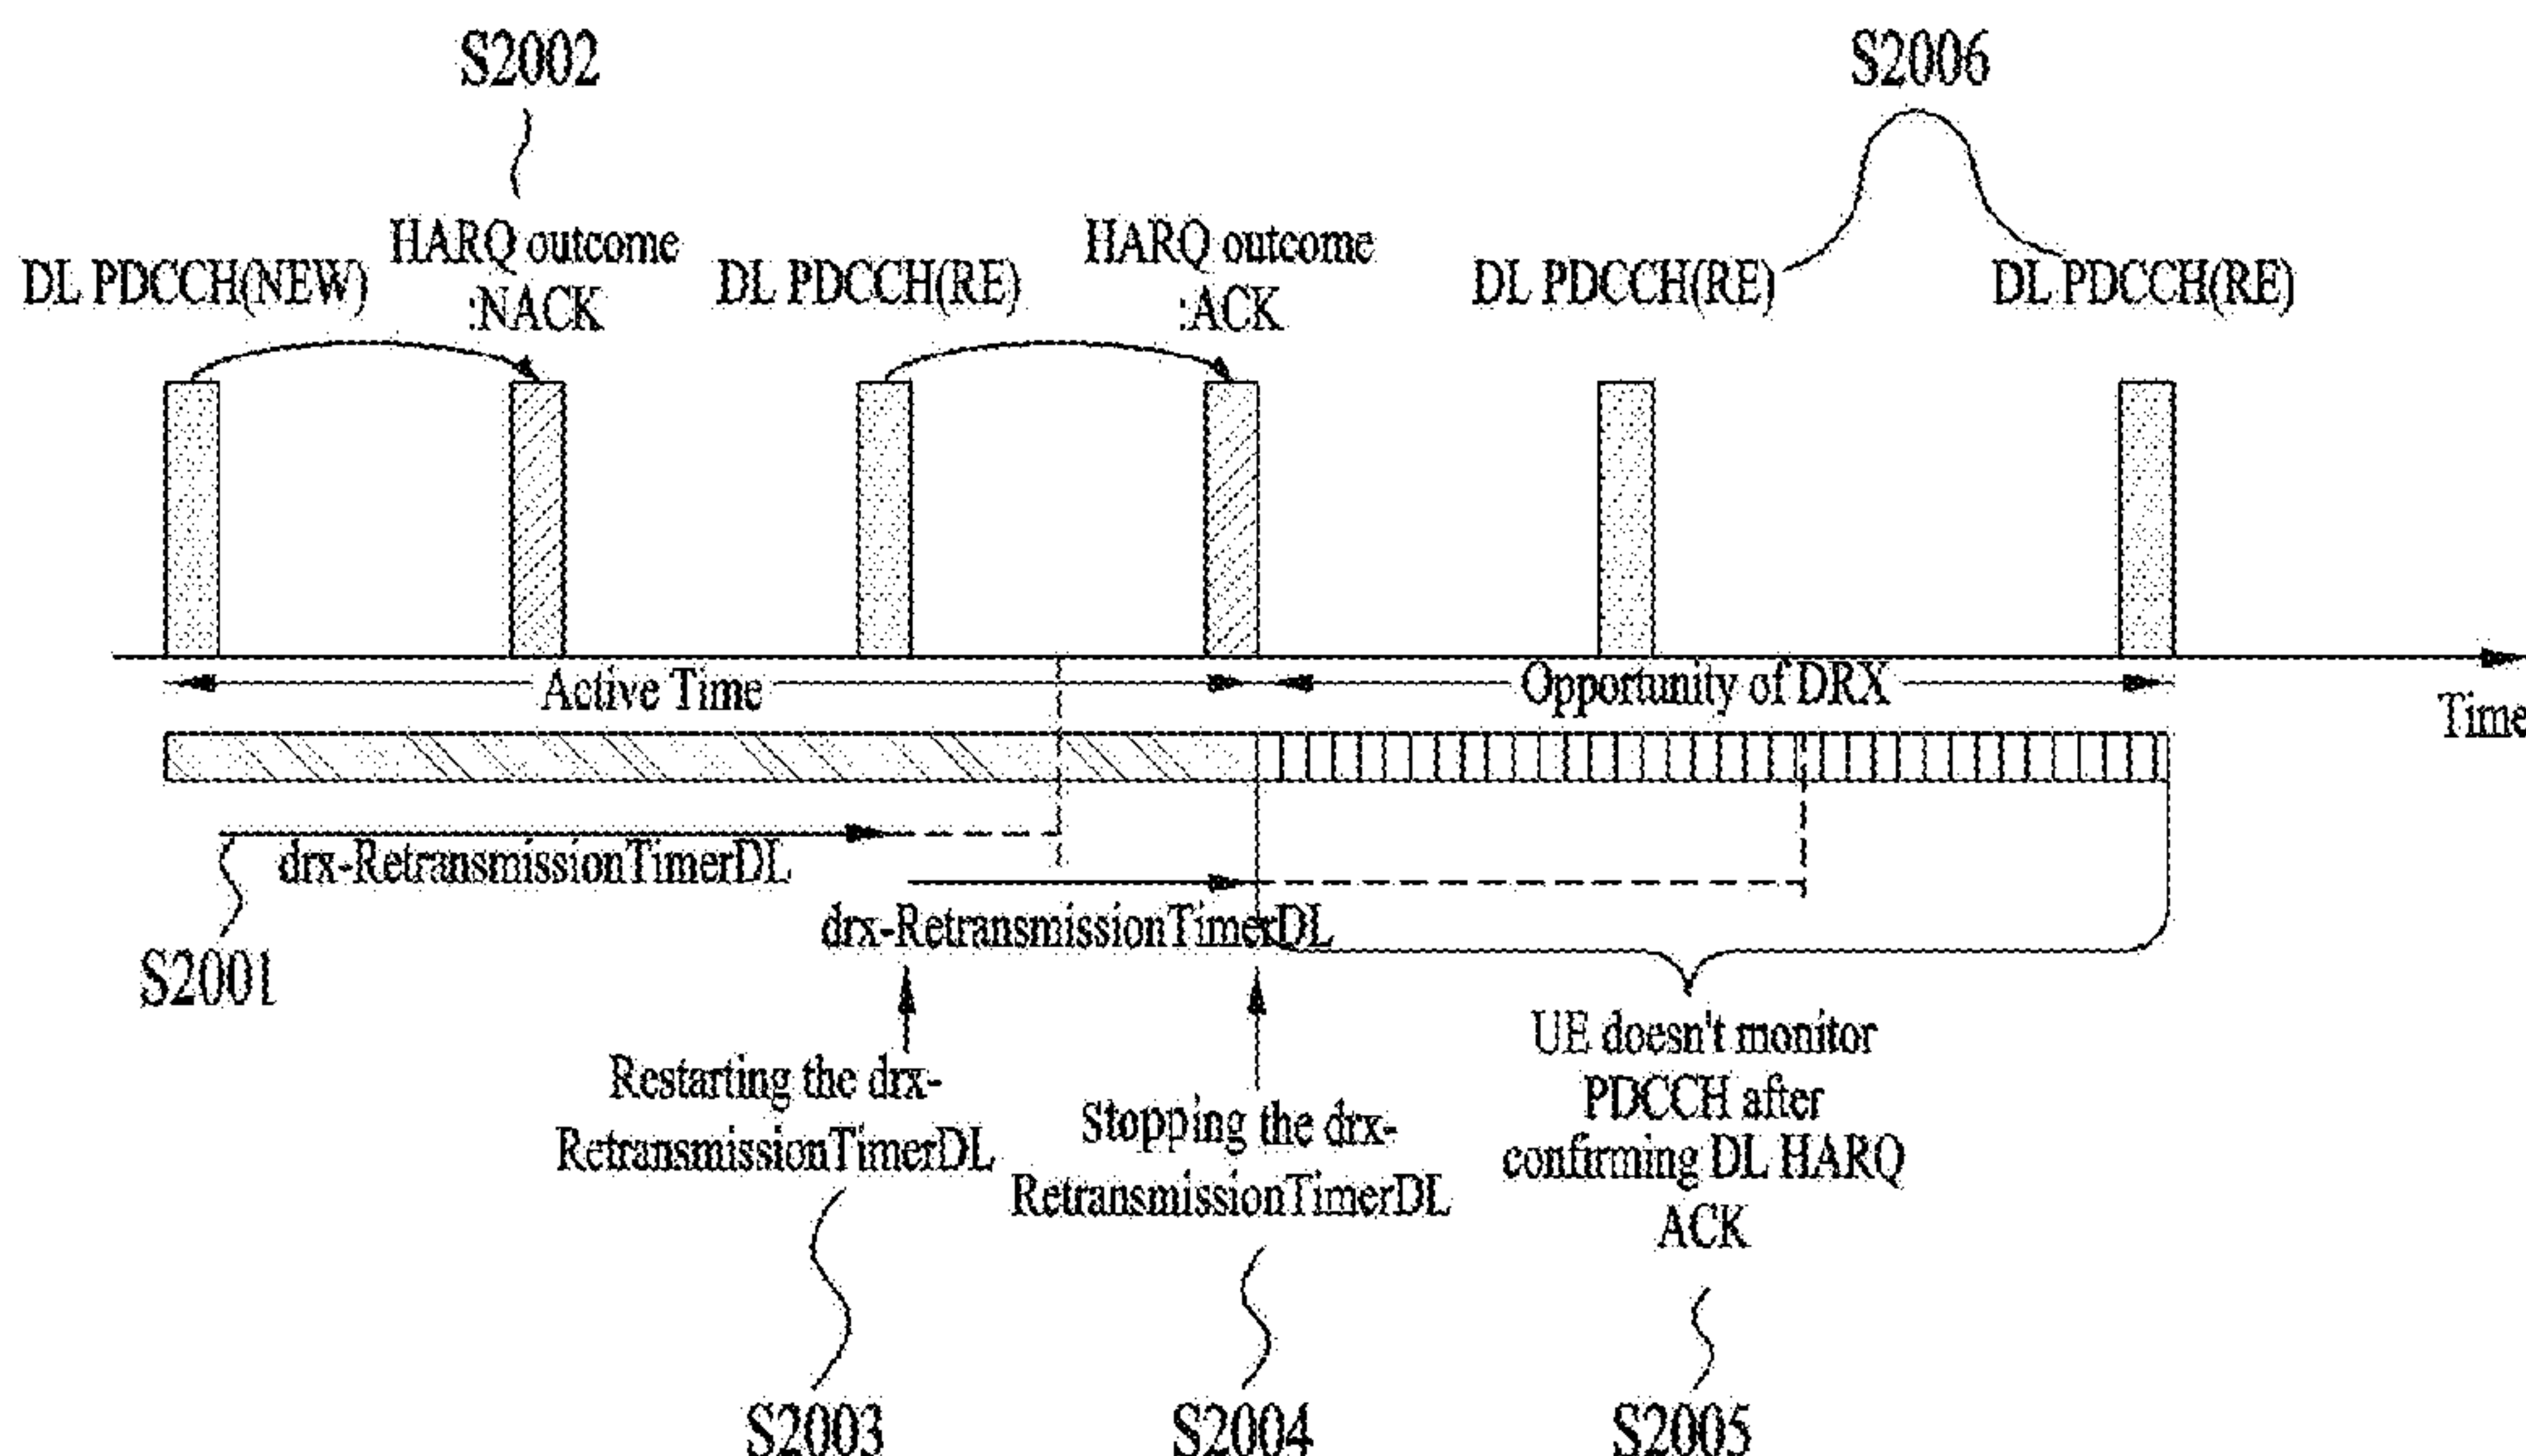 S2002
S2006
DL PDCCH(NEW)
HARQ outcome
:NACK
DL PDCCH(RE)
HARQ outcome
:ACK
DL PDCCH(RE)
DL PDCCH(RE)
Active Time
Opportunity of DRX
Time
drx-RetransmissionTimerDL
drx-RetransmissionTimerDL
S2001
Restarting the drx-
RetransmissionTimerDL
Stopping the drx-
RetransmissionTimerDL
UE doesn't monitor
PDCCH after
confirming DL HARQ
ACK
S2003
S2004
S2005